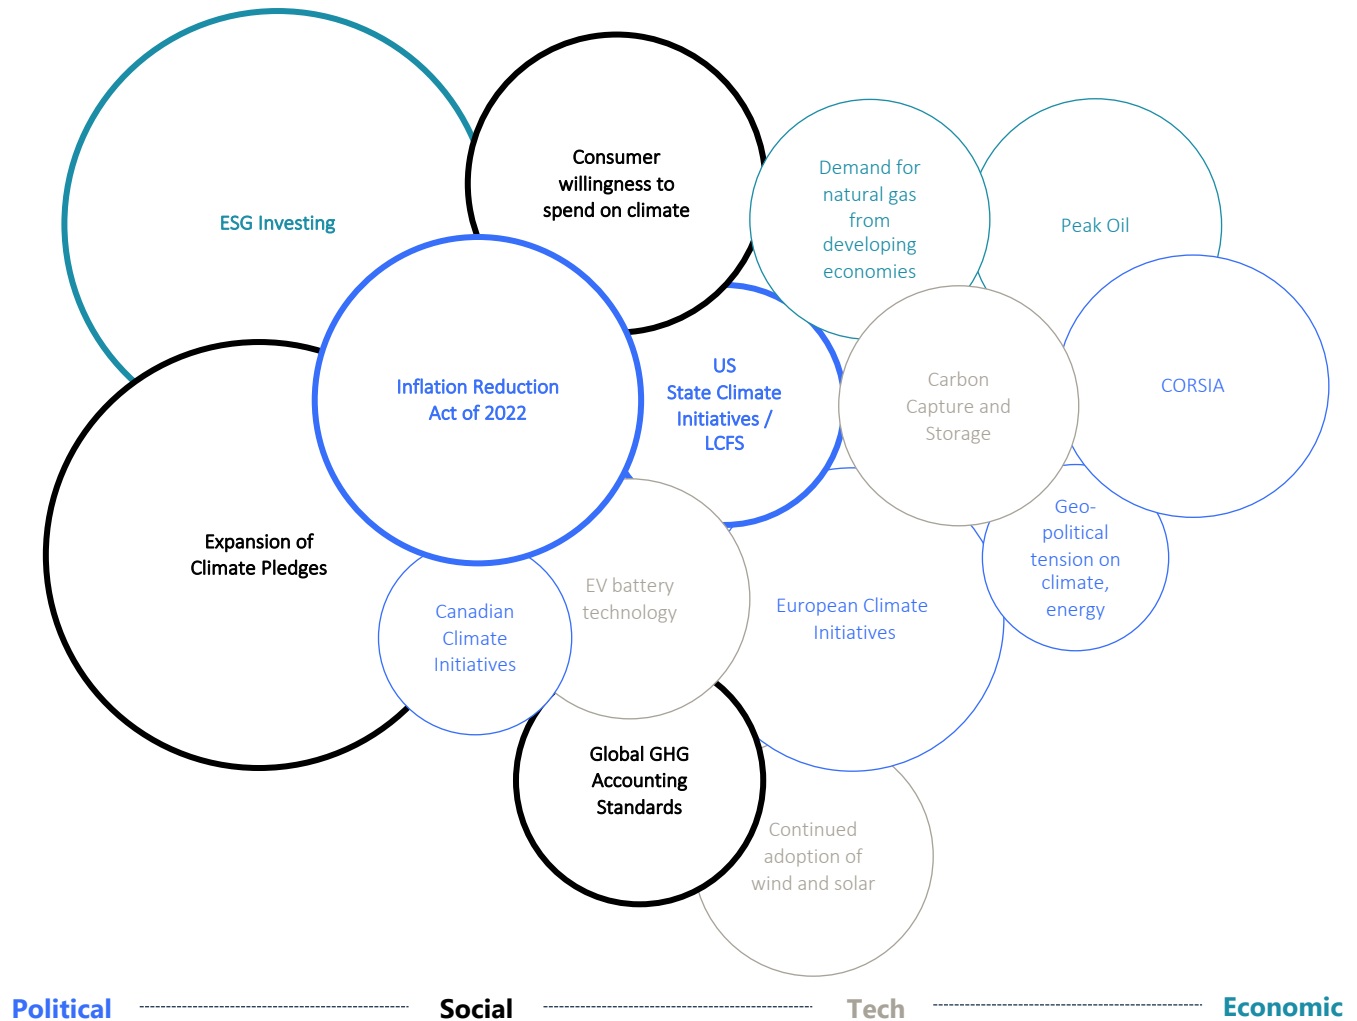 Consumer
willingness to
spend on climate
Demand for
natural gas
from
developing
economies
ESG Investing
Peak Oil
Inflation Reduction
Act of 2022
US
State Climate
Initiatives /
LCFS
Carbon
Capture and
Storage
CORSIA
Expansion of
Climate Pledges
Geo-
political
tension on
climate,
energy
Canadian
Climate
Initiatives
EV battery
technology
European Climate
Initiatives
Global GHG
Accounting
Standards
Continued
adoption of
wind and solar
Political
Social
Tech
Economic